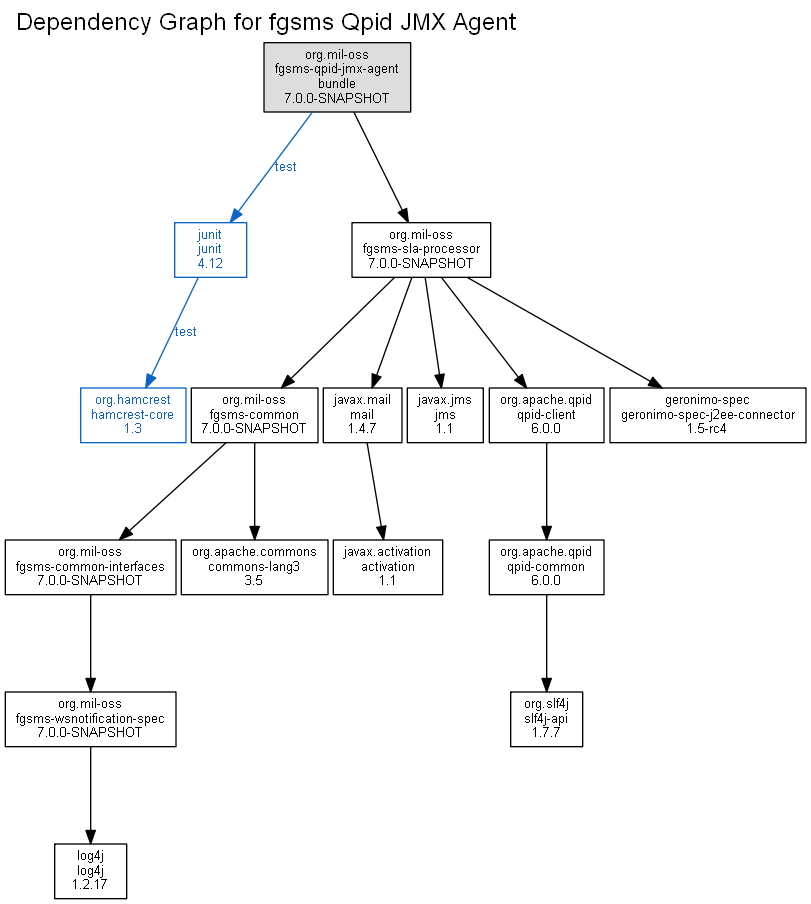 Dependency Graph for fgsms Qpid JMX Agent
org.mil-oss
fgsms-qpid-jmx-agent
bundle
7.0.0-SNAPSHOT
test
junit
junit
4.12
org.mil-oss
fgsms-sla-processor
7.0.0-SNAPSHOT
test
org.hamcrest
hamcrest-core
1.3
org.mil-oss
fgsms-common
7.0.0-SNAPSHOT
javax.mail
mail
1.4.7
javax.jms
jms
1.1
org.apache.qpid
qpid-client
6.0.0
geronimo-spec
geronimo-spec-j2ee-connector
1.5-rc4
org.mil-oss
fgsms-common-interfaces
7.0.0-SNAPSHOT
org.apache.commons
commons-lang3
3.5
javax.activation
activation
1.1
org.apache.qpid
qpid-common
6.0.0
org.mil-oss
fgsms-wsnotification-spec
7.0.0-SNAPSHOT
org.slf4j
slf4j-api
1.7.7
log4j
log4j
1.2.17